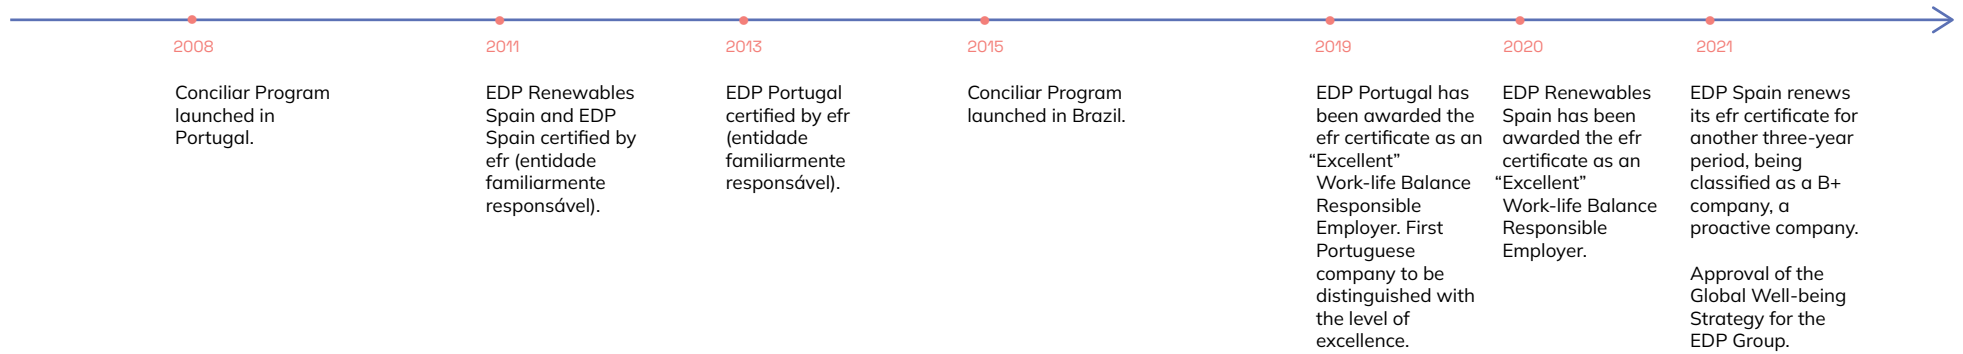 2008
Conciliar Program
launched in
Portugal.
2011
EDP Renewables
Spain and EDP
Spain certified by
efr (entidade
familiarmente
responsável).
2013
EDP Portugal
certified by efr
(entidade
familiarmente
responsável).
2015
Conciliar Program
launched in Brazil.
2019
EDP Portugal has
been awarded the
efr certificate as an
“Excellent”
Work-life Balance
Responsible
Employer. First
Portuguese
company to be
distinguished with
the level of
excellence.
2020
EDP Renewables
Spain has been
awarded the efr
certificate as an
“Excellent”
Work-life Balance
Responsible
Employer.
2021
EDP Spain renews
its efr certificate for
another three-year
period, being
classified as a B+
company, a
proactive company.
Approval of the
Global Well-being
Strategy for the
EDP Group.